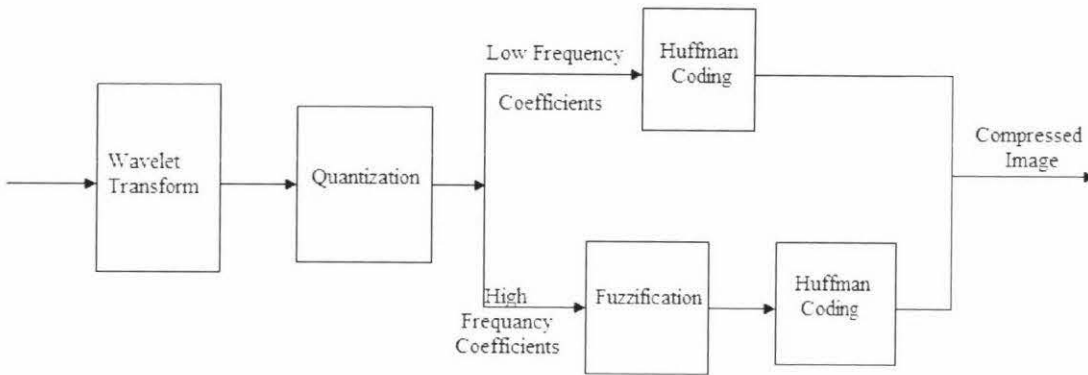 Wavelet
Transform
Quantization
Low Frequency
Coefficients
Huffman
Coding
High
Frequancy
Coefficients
Fuzzification
Huffman
Coding
Compressed
Image